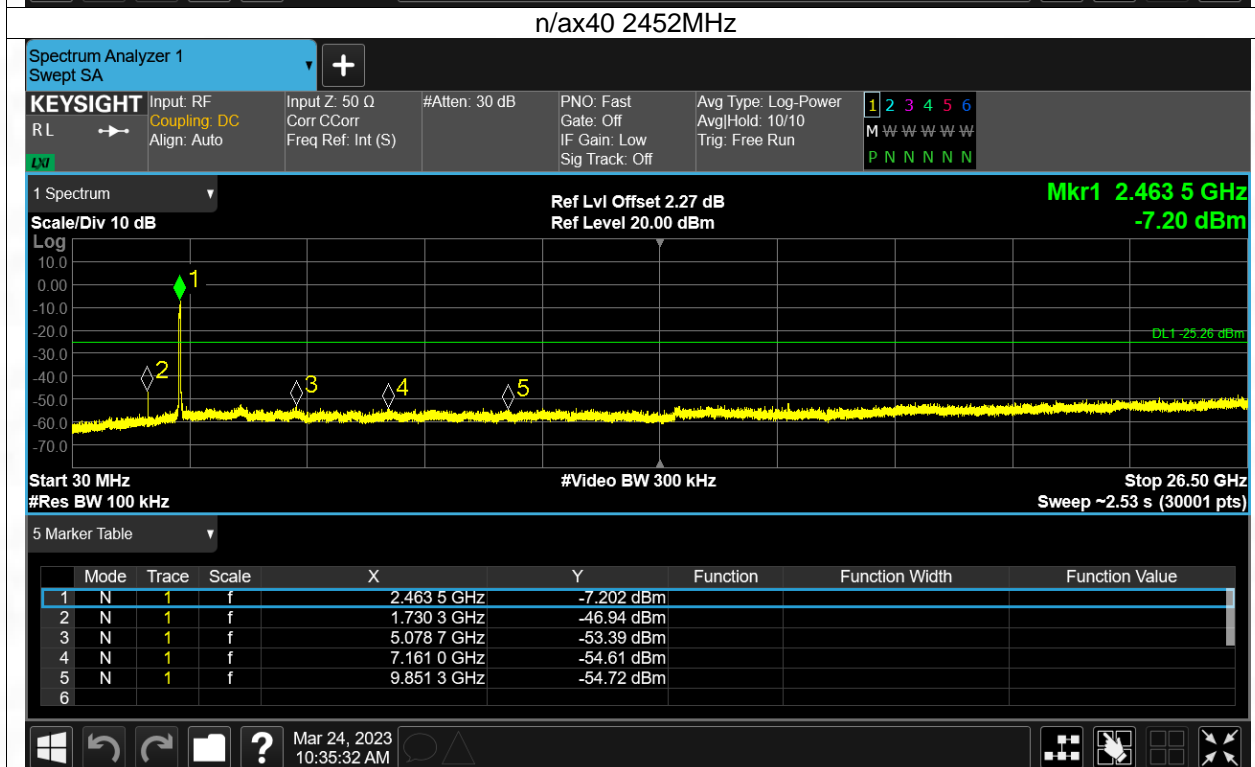 n/ax40 2452MHz
Spectrum Analyzer 1
Swept SA
KEYSIGHT Input: RF Input Z: 50 Ω #Atten: 30 dB PNO: Fast Avg Type: Log-Power 1 2 3 4 5 6
RL Coupling: DC Corr CCorr Gate: Off Avg|Hold: 10/10 M W W W W W
Align: Auto Freq Ref: Int (S) IF Gain: Low Trig: Free Run
LXI Sig Track: Off P N N N N N
1 Spectrum Ref Lvl Offset 2.27 dB Mkr1 2.463 5 GHz
Scale/Div 10 dB Ref Level 20.00 dBm -7.20 dBm
Log
10.0
0.00 1
-10.0
-20.0 DL1 -25.26 dBm
-30.0
-40.0 2 3 4 5
-50.0
-60.0
-70.0
Start 30 MHz #Video BW 300 kHz Stop 26.50 GHz
#Res BW 100 kHz Sweep ~2.53 s (30001 pts)
5 Marker Table
Mode Trace Scale X Y Function Function Width Function Value
1 N 1 f 2.463 5 GHz -7.202 dBm
2 N 1 f 1.730 3 GHz -46.94 dBm
3 N 1 f 5.078 7 GHz -53.39 dBm
4 N 1 f 7.161 0 GHz -54.61 dBm
5 N 1 f 9.851 3 GHz -54.72 dBm
6
? Mar 24, 2023
10:35:32 AM